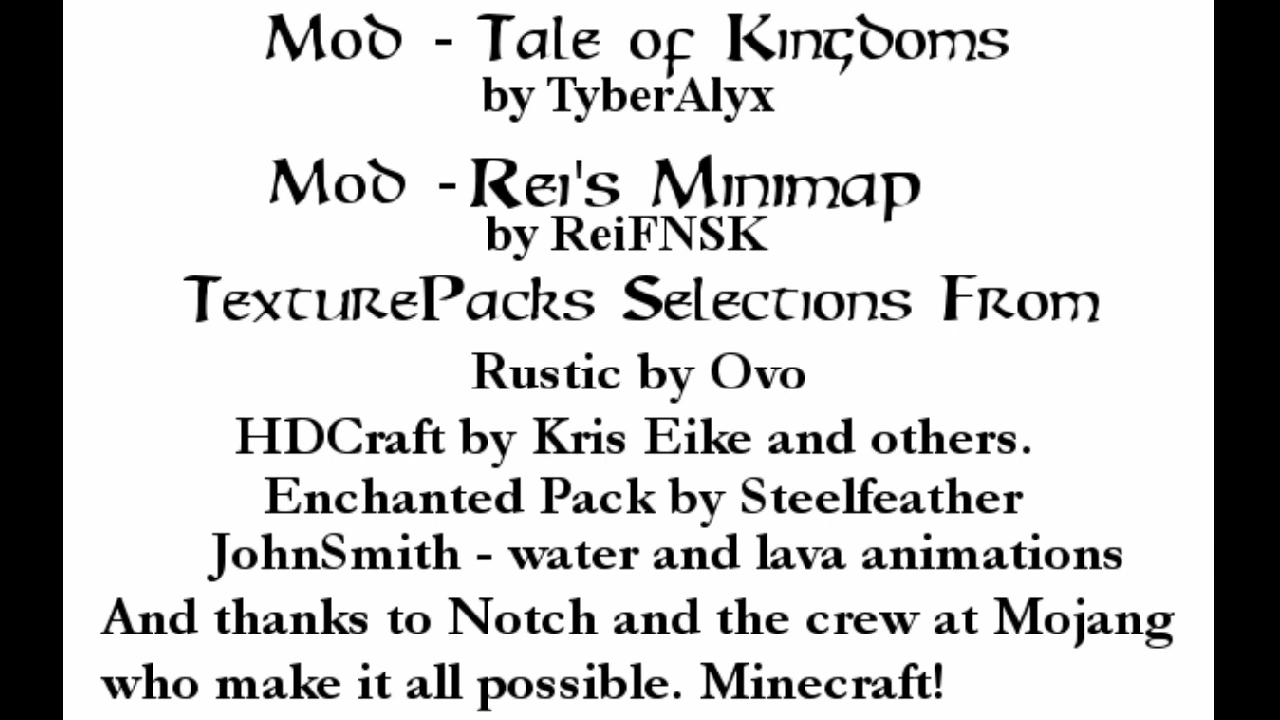 Mod - Tale of Kingdoms
by TyberAlyx
Mod - Rei's Minimap
by ReiFNSK
TexturePacks Selections From
Rustic by Ovo
HDCraft by Kris Eike and others.
Enchanted Pack by Steelfeather
JohnSmith - water and lava animations
And thanks to Notch and the crew at Mojang
who make it all possible. Minecraft!